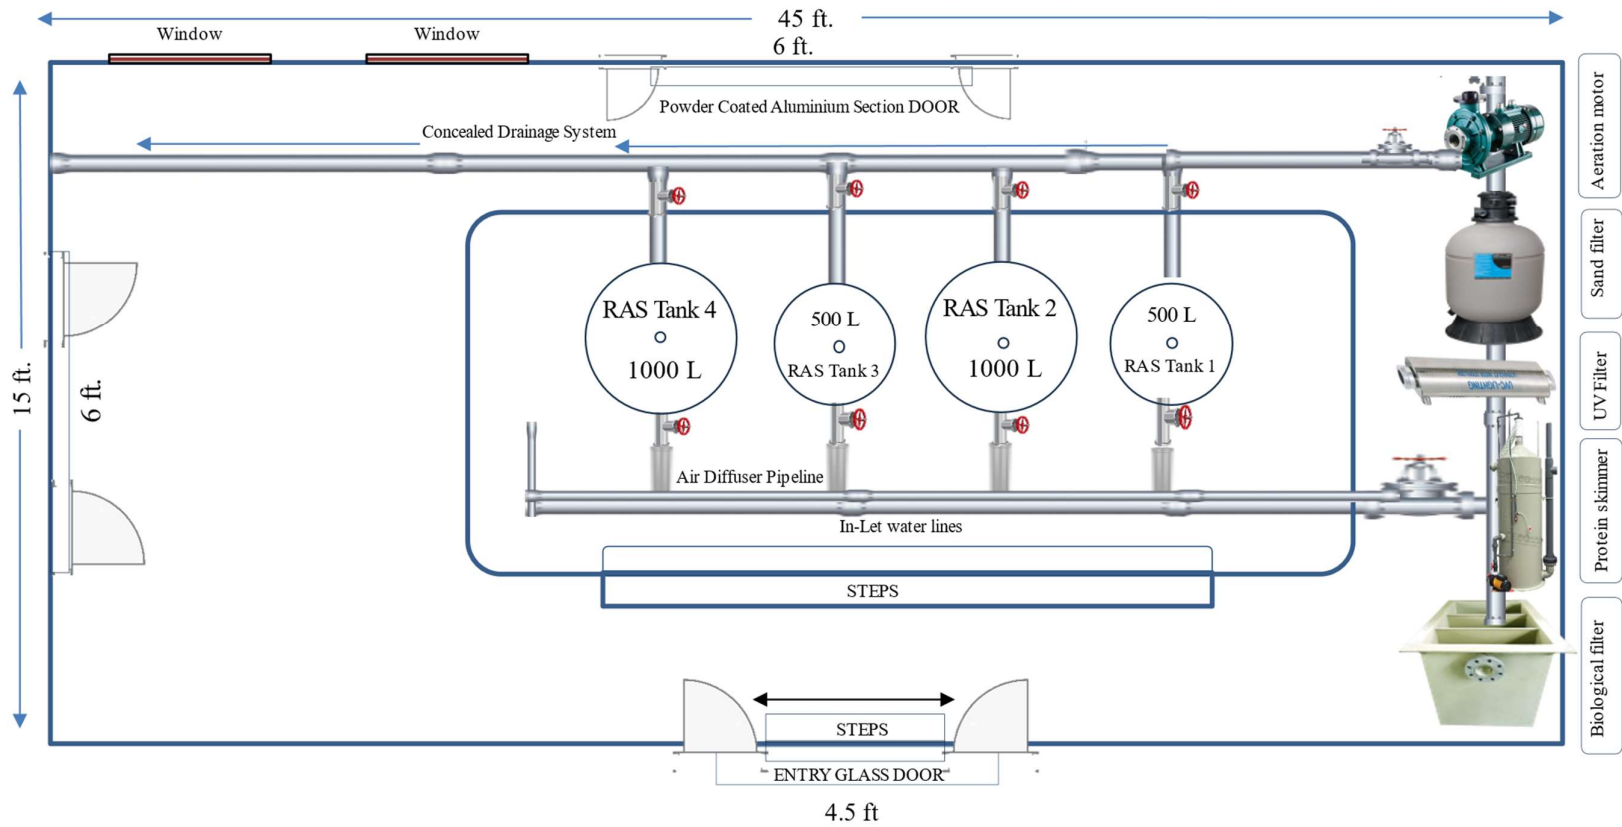 45 ft.
Window
Window
6 ft.
Powder Coated Aluminium Section DOOR
Concealed Drainage System
Aeration motor
Sand filter
UV Filter
Protein skimmer
Biological filter
15 ft.
6 ft.
RAS Tank 4
1000 L
500 L
RAS Tank 3
RAS Tank 2
1000 L
500 L
RAS Tank 1
UVC-LIGHTING
Air Diffuser Pipeline
In-Let water lines
STEPS
STEPS
ENTRY GLASS DOOR
4.5 ft